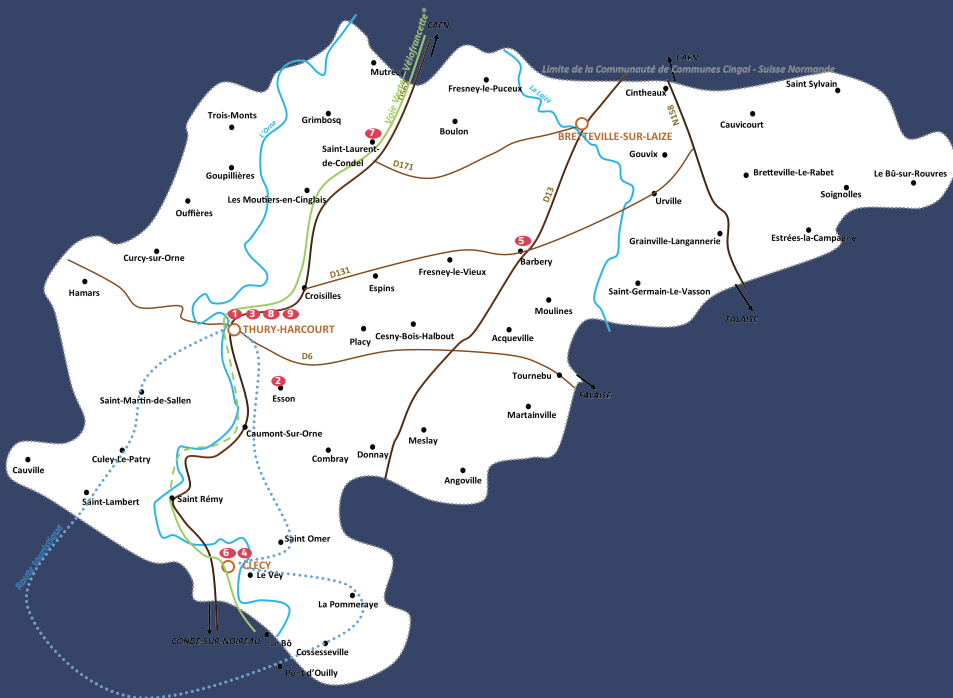 CAEN
Voie Verte - Vélofrancette®
D562
Mutrecy
CAEN
Limite de la Communauté de Communes Cingal - Suisse Normande
Fresney-le-Puceux
La Laize
Cintheaux
Saint Sylvain
N158
Trois-Monts
L'Orne
Grimbosq
Boulon
BRETTEVILLE-SUR-LAIZE
Cauvicourt
7
Saint-Laurent-
de-Condel
D171
Gouvix
Goupillières
Bretteville-Le-Rabet
Le Bû-sur-Rouvres
Soignolles
Les Moutiers-en-Cinglais
D13
Urville
Ouffières
5
Grainville-Langannerie
Estrées-la-Campagne
Curcy-sur-Orne
Barbery
D131
Fresney-le-Vieux
Hamars
Croisilles
Espins
Saint-Germain-Le-Vasson
Moulines
1 3 8 9
FALAISE
THURY-HARCOURT
Placy
Cesny-Bois-Halbout
Acqueville
D6
Tournebu
2
Esson
FALAISE
Saint-Martin-de-Sallen
Martainville
Caumont-Sur-Orne
Meslay
Cauville
Culey-Le-Patry
Combray
Donnay
Angoville
Saint-Lambert
Saint Rémy
Route touristique
Saint Omer
6 4
CLECY
Le Vey
La Pommeraye
CONDE-SUR-NOIREAU
Le Bô
Cossesseville
Pont d'Ouilly